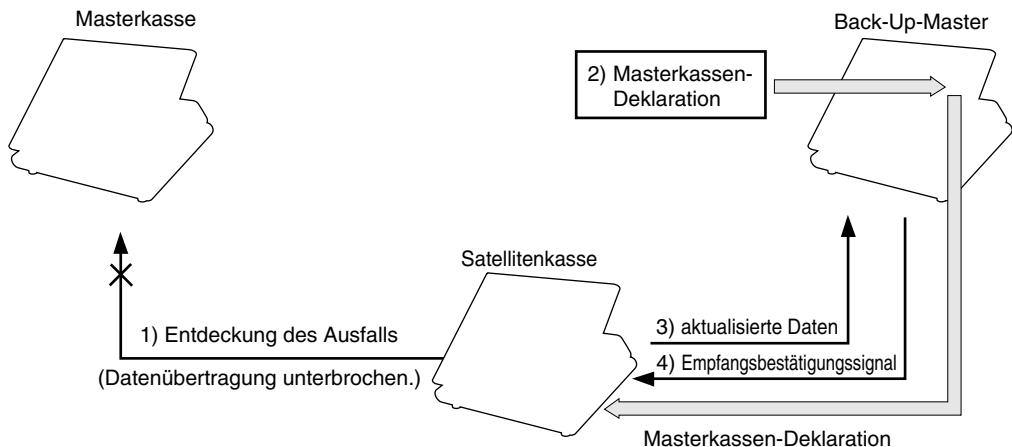 Masterkasse
Back-Up-Master
2) Masterkassen-
Deklaration
Satellitenkasse
1) Entdeckung des Ausfalls
(Datenübertragung unterbrochen.)
3) aktualisierte Daten
4) Empfangsbestätigungssignal
Masterkassen-Deklaration